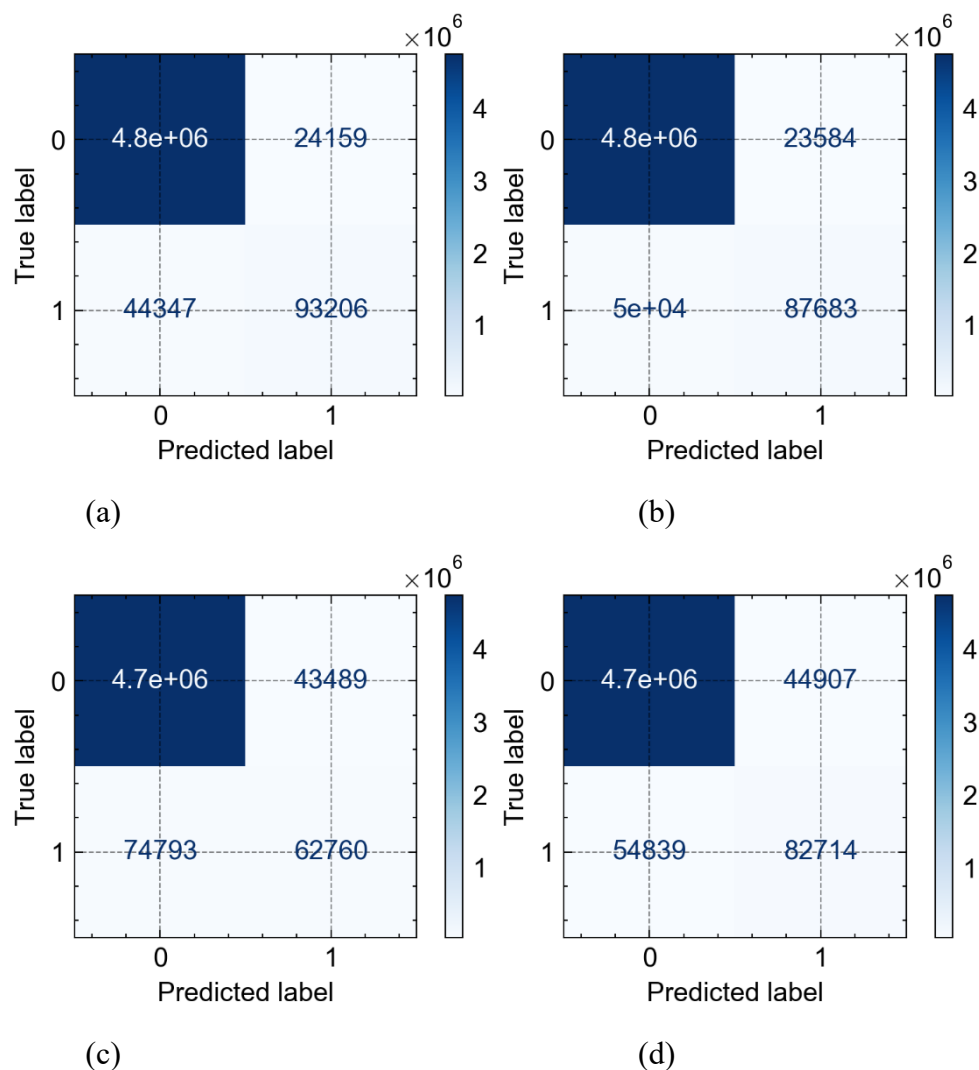 ×10⁶ ×10⁶
4 4
0 4.8e+06 24159 0 4.8e+06 23584
3 3
True label True label
2 2
1 44347 93206 1 5e+04 87683
1 1
0 1 0 1
Predicted label Predicted label
(a) (b)
×10⁶ ×10⁶
4 4
0 4.7e+06 43489 0 4.7e+06 44907
3 3
True label True label
2 2
1 74793 62760 1 54839 82714
1 1
0 1 0 1
Predicted label Predicted label
(c) (d)